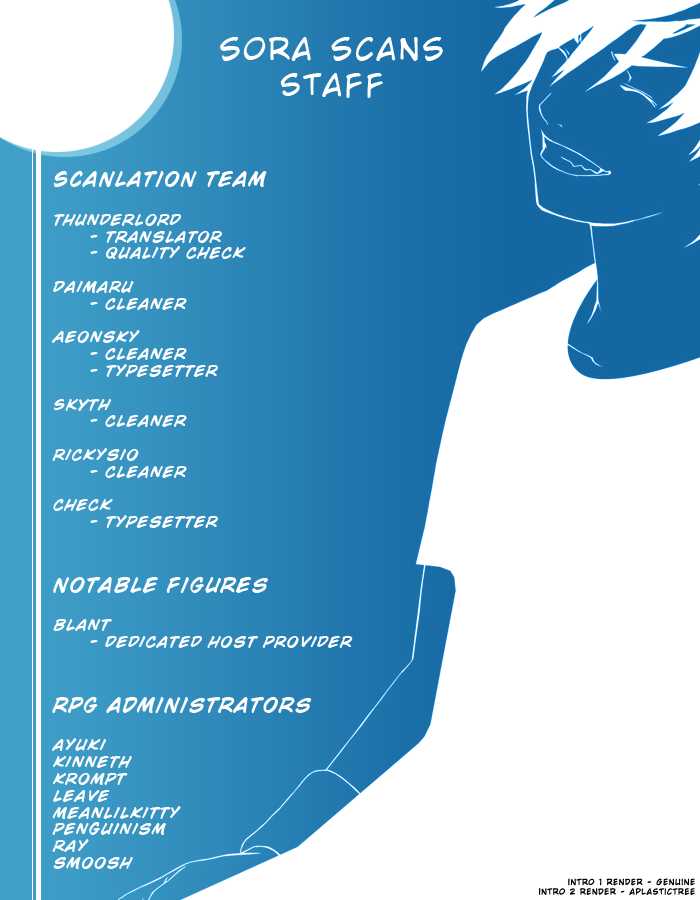 SORA SCANS
STAFF
SCANLATION TEAM
THUNDERLORD
- TRANSLATOR
- QUALITY CHECK
DAIMARU
- CLEANER
AEONSKY
- CLEANER
- TYPESETTER
SKYTH
- CLEANER
RICKYSIO
- CLEANER
CHECK
- TYPESETTER
NOTABLE FIGURES
BLANT
- DEDICATED HOST PROVIDER
RPG ADMINISTRATORS
AYUKI
KINNETH
KROMPT
LEAVE
MEANLILKITTY
PENGUINISM
RAY
SMOOSH
INTRO 1 RENDER - GENUINE
INTRO 2 RENDER - APLASTICTREE